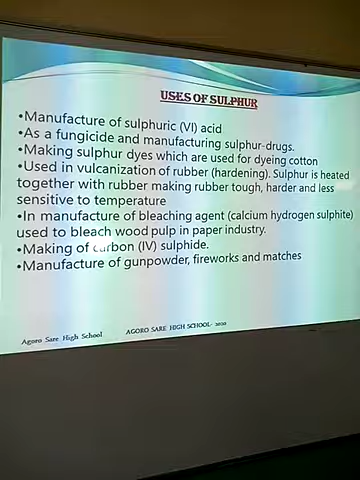 USES OF SULPHUR
•Manufacture of sulphuric (VI) acid
•As a fungicide and manufacturing sulphur-drugs.
•Making sulphur dyes which are used for dyeing cotton
•Used in vulcanization of rubber (hardening). Sulphur is heated
together with rubber making rubber tough, harder and less
sensitive to temperature
•In manufacture of bleaching agent (calcium hydrogen sulphite)
used to bleach wood pulp in paper industry.
•Making of carbon (IV) sulphide.
•Manufacture of gunpowder, fireworks and matches
Agoro Sare High School
AGORO SARE HIGH SCHOOL- 2020